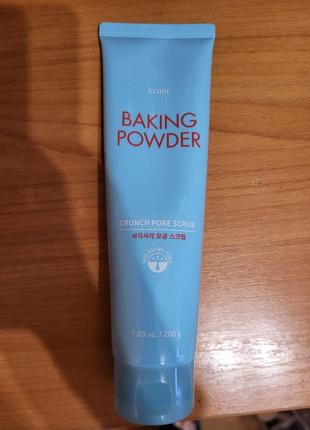 ETUDE
BAKING
POWDER
CRUNCH PORE SCRUB
사각사각 모공 스크럽
7.05 oz. / 200 g